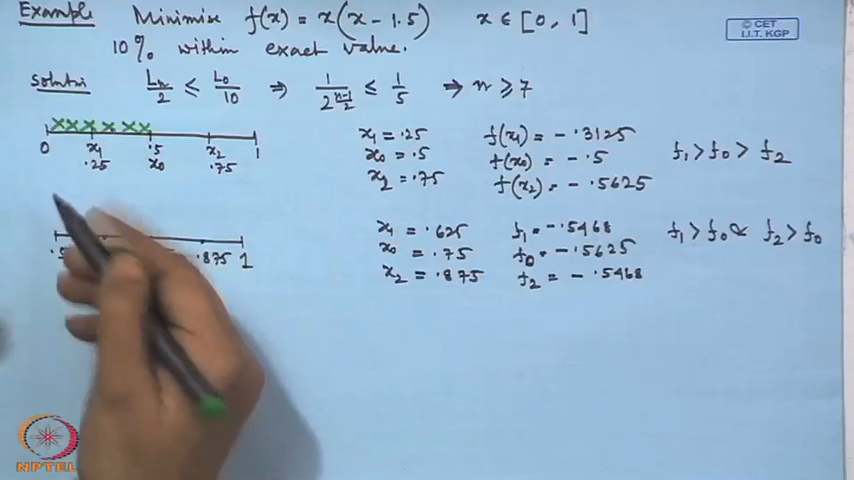 Example Minimise f(x) = x(x - 1.5) x ∈ [0, 1]
© CET
I.I.T. KGP
10% within exact value.
Solutn Ln/2 ≤ L0/10 ⇒ 1/2^((n-1)/2) ≤ 1/5 ⇒ n ≥ 7
0 x1 .5 x2 1
.25 x0 .75
x1 = .25 f(x1) = - .3125
x0 = .5 f(x0) = - .5 f1 > f0 > f2
x2 = .75 f(x2) = - .5625
.875 1
x1 = .625 f1 = - .5468 f1 > f0 & f2 > f0
x0 = .75 f0 = - .5625
x2 = .875 f2 = - .5468
NPTEL